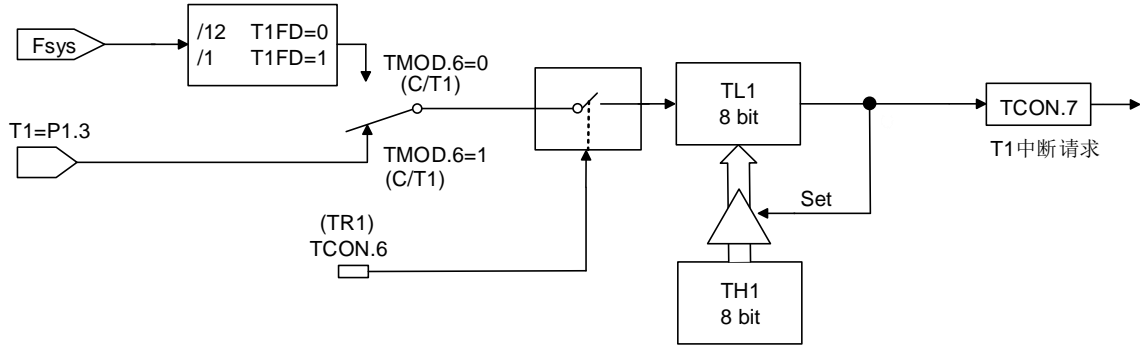 Fsys
/12 T1FD=0
/1 T1FD=1
TMOD.6=0
(C/T1)
T1=P1.3
TMOD.6=1
(C/T1)
(TR1)
TCON.6
TL1
8 bit
Set
TH1
8 bit
TCON.7
T1中断请求